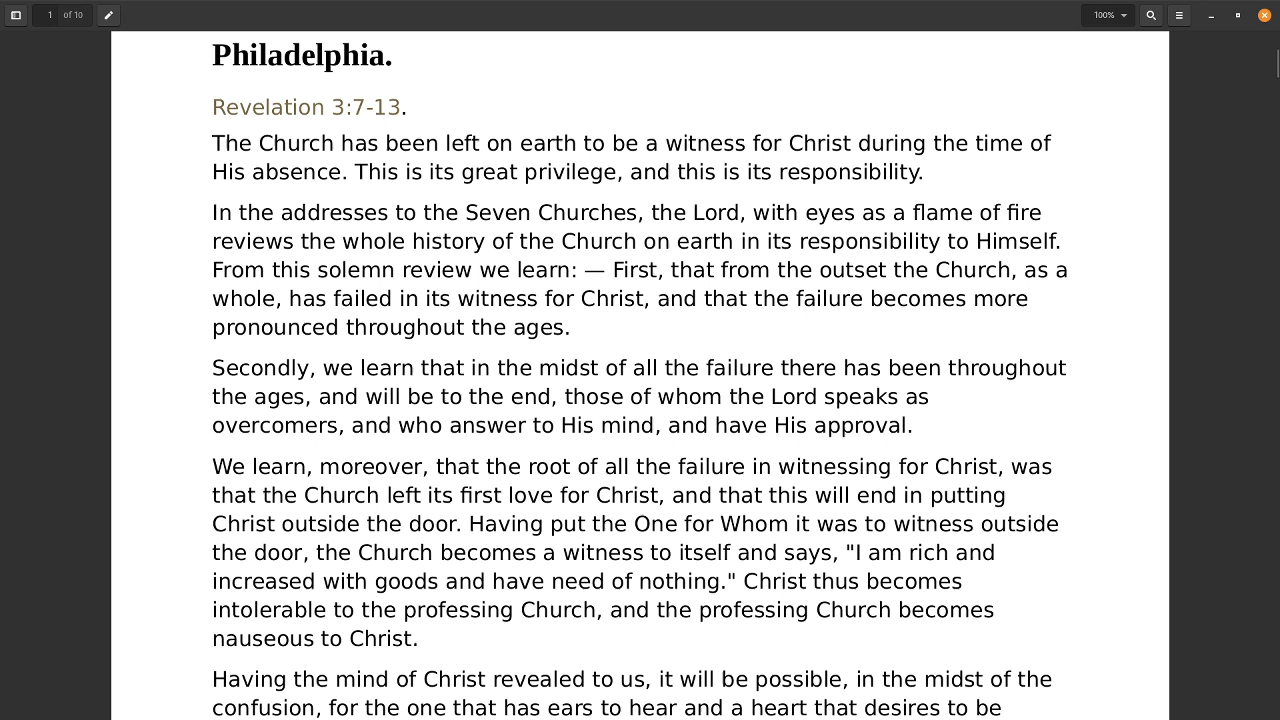 1 of 10
100%
Philadelphia.
Revelation 3:7-13.
The Church has been left on earth to be a witness for Christ during the time of
His absence. This is its great privilege, and this is its responsibility.
In the addresses to the Seven Churches, the Lord, with eyes as a flame of fire
reviews the whole history of the Church on earth in its responsibility to Himself.
From this solemn review we learn: — First, that from the outset the Church, as a
whole, has failed in its witness for Christ, and that the failure becomes more
pronounced throughout the ages.
Secondly, we learn that in the midst of all the failure there has been throughout
the ages, and will be to the end, those of whom the Lord speaks as
overcomers, and who answer to His mind, and have His approval.
We learn, moreover, that the root of all the failure in witnessing for Christ, was
that the Church left its first love for Christ, and that this will end in putting
Christ outside the door. Having put the One for Whom it was to witness outside
the door, the Church becomes a witness to itself and says, "I am rich and
increased with goods and have need of nothing." Christ thus becomes
intolerable to the professing Church, and the professing Church becomes
nauseous to Christ.
Having the mind of Christ revealed to us, it will be possible, in the midst of the
confusion, for the one that has ears to hear and a heart that desires to be